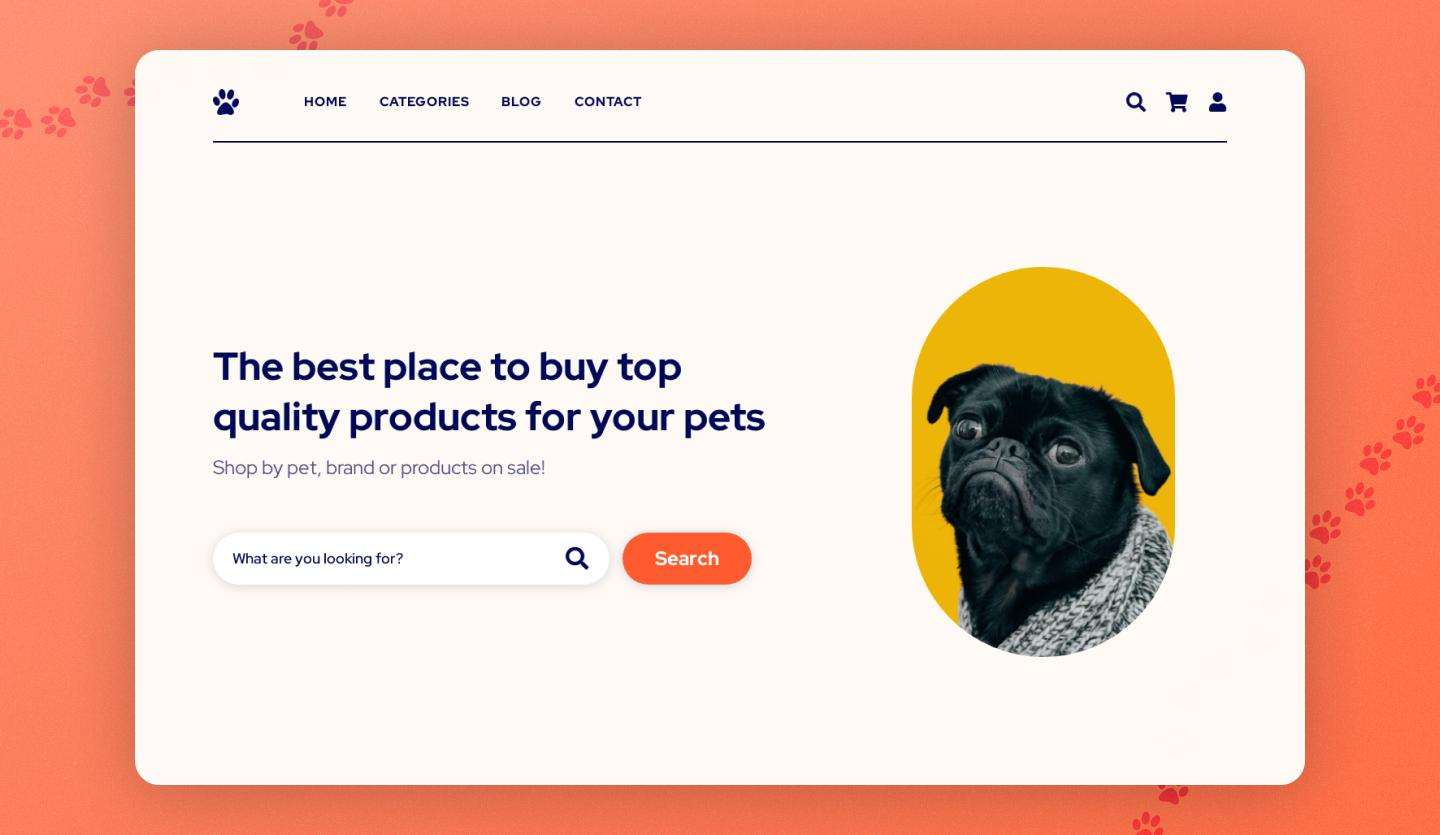 HOME
CATEGORIES
BLOG
CONTACT
The best place to buy top
quality products for your pets
Shop by pet, brand or products on sale!
What are you looking for?
Search